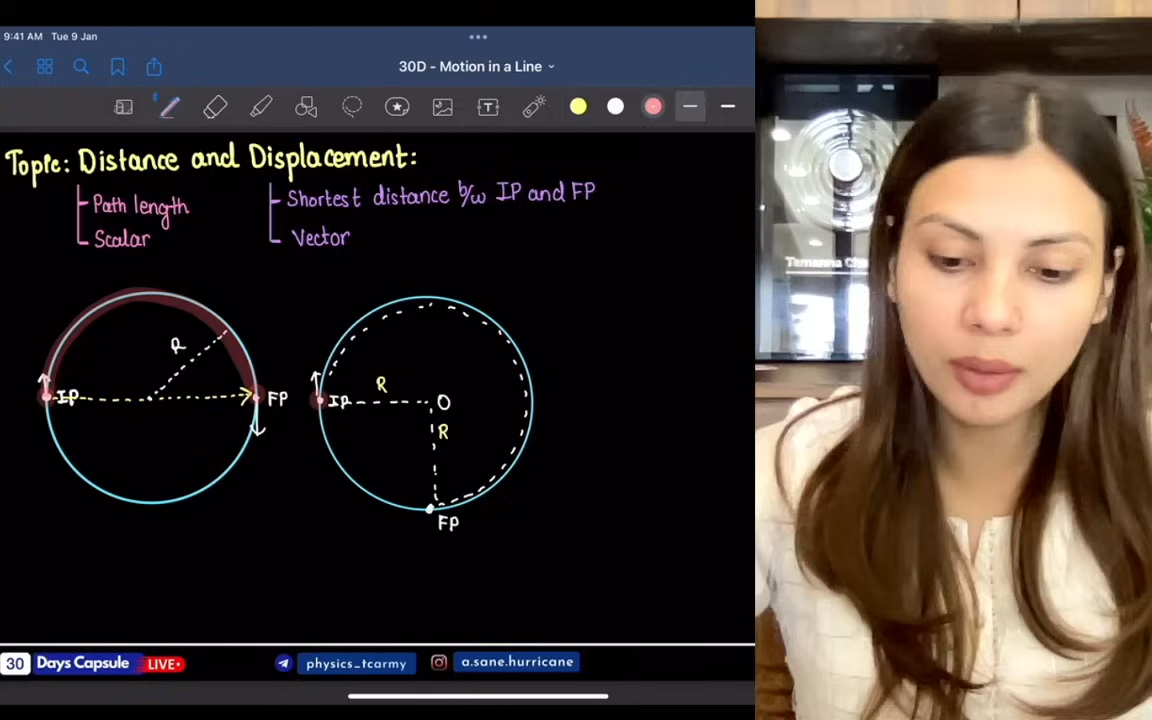 9:41 AM Tue 9 Jan
30D - Motion in a Line
T
Topic: Distance and Displacement:
Path length
Scalar
Shortest distance b/w IP and FP
Vector
R
IP
FP
IP
R
O
R
FP
30 Days Capsule LIVE
physics_tcarmy
a.sane.hurricane